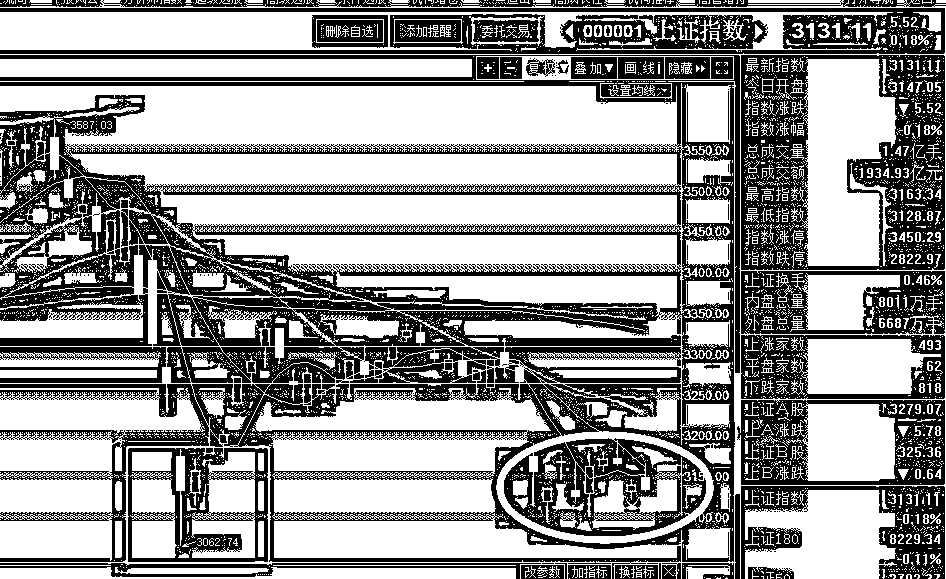 删除自选 添加提醒 委托交易 000001 上证指数 3131.11 5.52 0.18%
叠加▼ 画线 隐藏
设置均线
3587.03
3550.00
3500.00
3450.00
3400.00
3350.00
3300.00
3250.00
3200.00
3062.74
改参数 加指标 换指标
最新指数 3131.11
今日开盘 3147.05
指数涨跌 ▼5.52
指数涨幅 -0.18%
总成交量 1.47亿手
总成交额 1934.93亿元
最高指数 3163.34
最低指数 3128.87
指数涨停 3450.29
指数跌停 2822.97
上证换手 0.46%
内盘总量 8011万手
外盘总量 6687万手
上涨家数 493
平盘家数 62
下跌家数 818
上证A股 3279.07
上A涨跌 ▼5.78
上证B股 325.36
上B涨跌 ▼0.64
上证指数 3131.11
-0.18%
上证180 8229.34
-0.11%